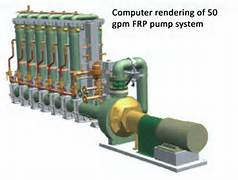 Computer rendering of 50
gpm FRP pump system